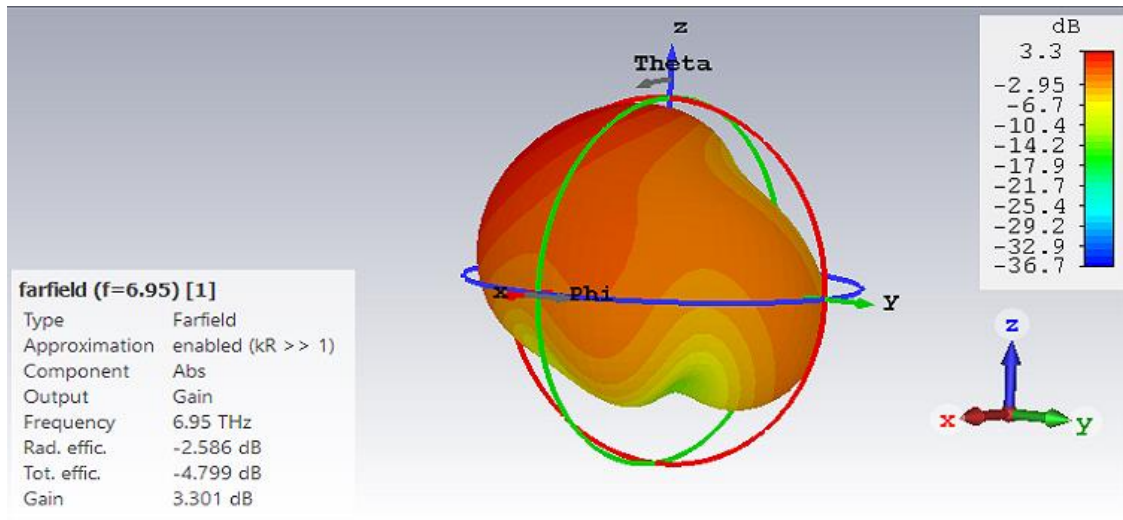 z
Theta
x
Phi
Y
dB
3.3
-2.95
-6.7
-10.4
-14.2
-17.9
-21.7
-25.4
-29.2
-32.9
-36.7
farfield (f=6.95) [1]
Type Farfield
Approximation enabled (kR >> 1)
Component Abs
Output Gain
Frequency 6.95 THz
Rad. effic. -2.586 dB
Tot. effic. -4.799 dB
Gain 3.301 dB
z
x
y